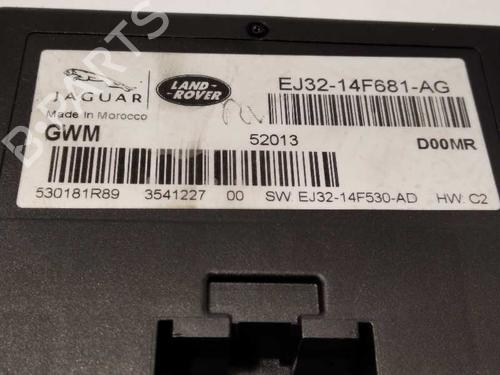 JAGUAR
LAND-
ROVER
EJ32-14F681-AG
Made in Morocco
GWM
52013
D00MR
530181R89 3541227 00 SW: EJ32-14F530-AD HW: C2